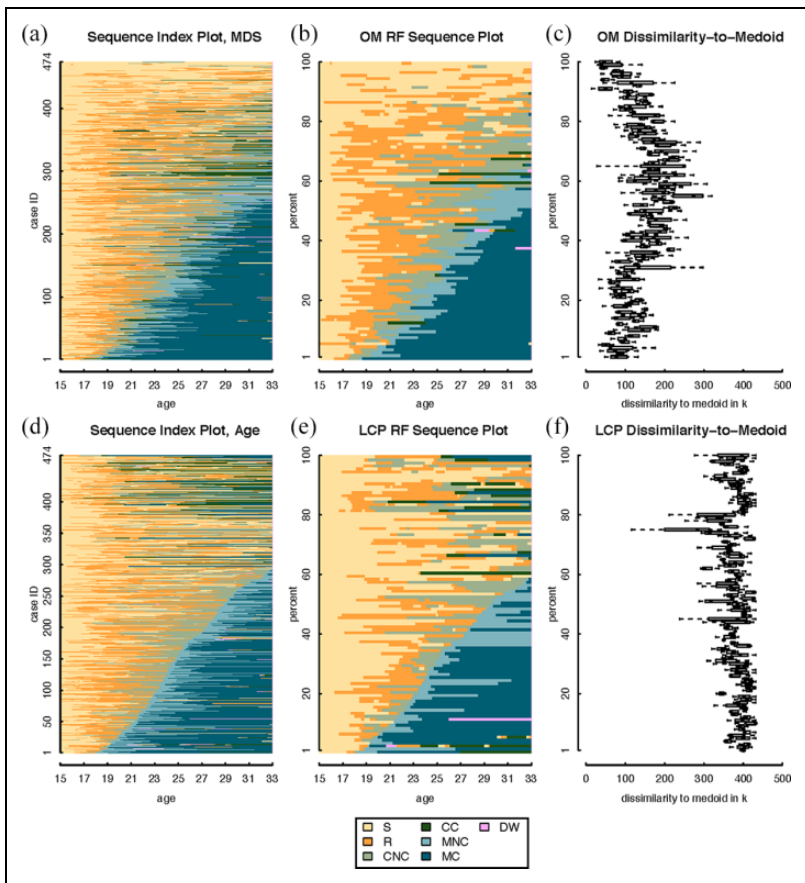 (a) Sequence Index Plot, MDS
474
400
300
200
100
1
case ID
15 17 19 21 23 25 27 29 31 33
age
(b) OM RF Sequence Plot
100
80
60
40
20
1
percent
15 17 19 21 23 25 27 29 31 33
age
(c) OM Dissimilarity-to-Medoid
100
80
60
40
20
1
percent
0 100 200 300 400 500
dissimilarity to medoid in k
(d) Sequence Index Plot, Age
474
400
350
300
250
200
150
100
50
1
case ID
15 17 19 21 23 25 27 29 31 33
age
(e) LCP RF Sequence Plot
100
80
60
40
20
1
percent
15 17 19 21 23 25 27 29 31 33
age
(f) LCP Dissimilarity-to-Medoid
100
80
60
40
20
1
percent
0 100 200 300 400 500
dissimilarity to medoid in k
S CC DW
R MNC
CNC MC